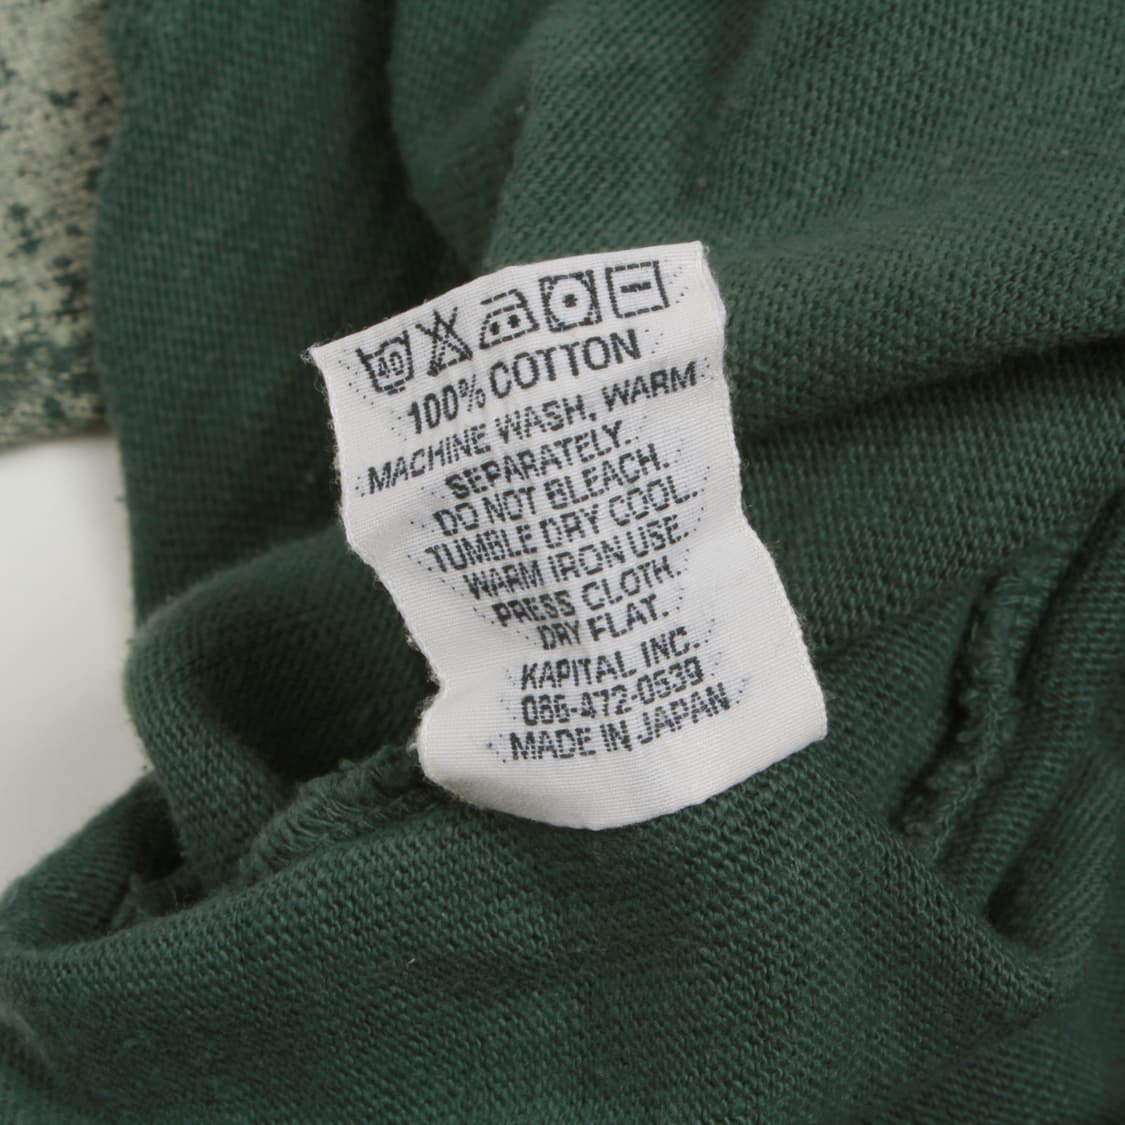 40
100% COTTON
MACHINE WASH, WARM
SEPARATELY.
DO NOT BLEACH.
TUMBLE DRY COOL.
WARM IRON USE.
PRESS CLOTH.
DRY FLAT.
KAPITAL INC.
086-472-0539
MADE IN JAPAN